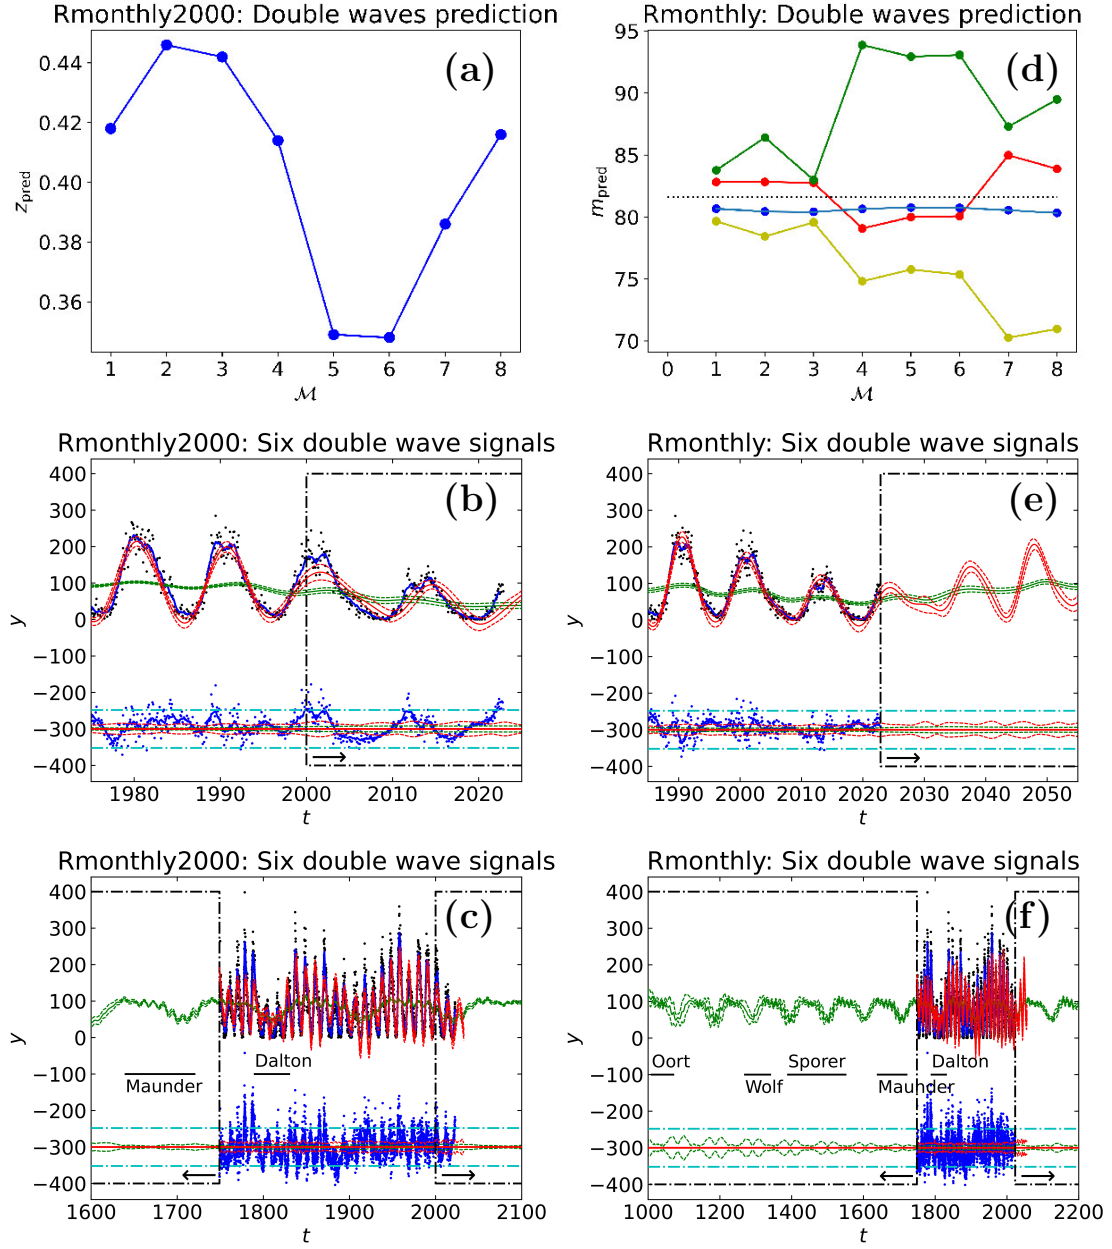 Rmonthly2000: Double waves prediction
(a)
0.44
0.42
0.40
0.38
0.36
z_pred
1 2 3 4 5 6 7 8
ℳ
Rmonthly: Double waves prediction
(d)
95
90
85
80
75
70
m_pred
0 1 2 3 4 5 6 7 8
ℳ
Rmonthly2000: Six double wave signals
(b)
400
300
200
100
0
−100
−200
−300
−400
y
1980 1990 2000 2010 2020
t
Rmonthly: Six double wave signals
(e)
400
300
200
100
0
−100
−200
−300
−400
y
1990 2000 2010 2020 2030 2040 2050
t
Rmonthly2000: Six double wave signals
(c)
400
300
200
100
0
−100
−200
−300
−400
y
Dalton
Maunder
1600 1700 1800 1900 2000 2100
t
Rmonthly: Six double wave signals
(f)
400
300
200
100
0
−100
−200
−300
−400
y
Oort Sporer Dalton
Wolf Maunder
1000 1200 1400 1600 1800 2000 2200
t